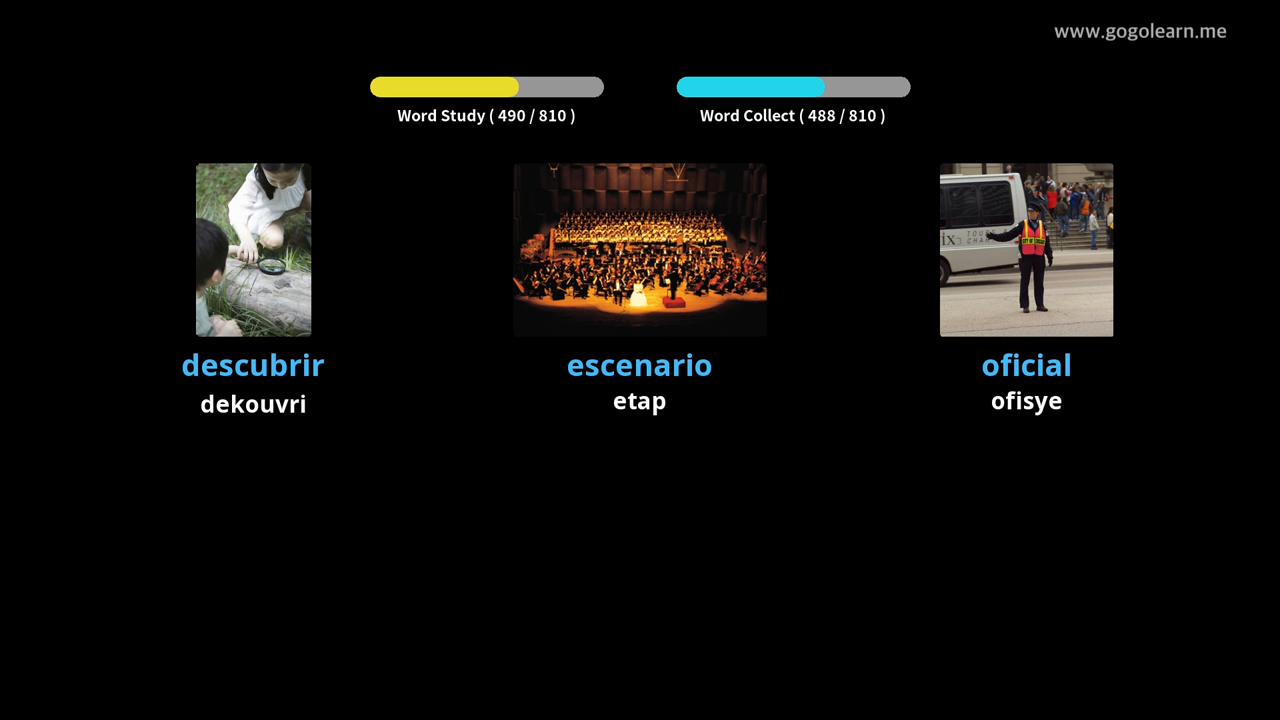 www.gogolearn.me
Word Study ( 490 / 810 )
Word Collect ( 488 / 810 )
descubrir
dekouvri
escenario
etap
oficial
ofisye